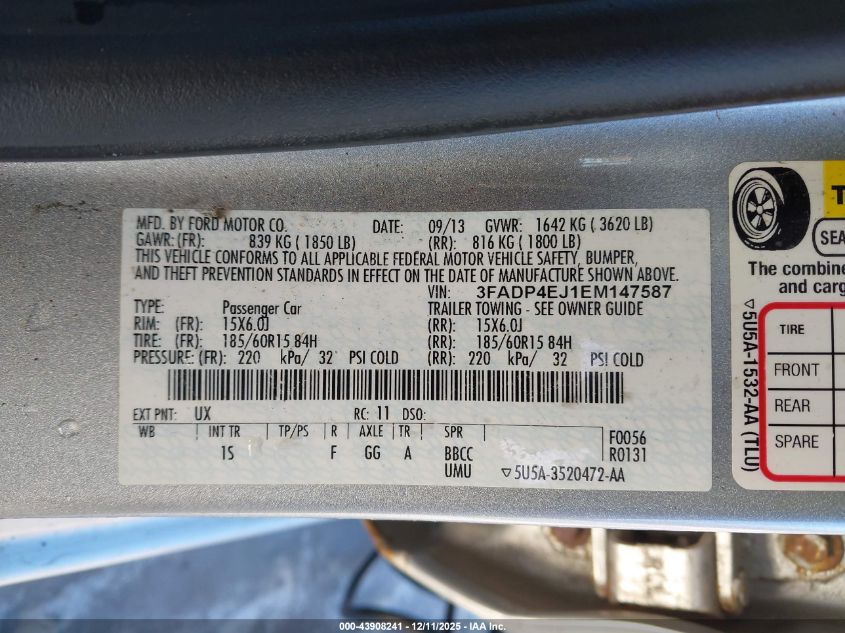 MFD. BY FORD MOTOR CO. DATE: 09/13 GVWR: 1642 KG ( 3620 LB)
GAWR: (FR): 839 KG ( 1850 LB) (RR): 816 KG ( 1800 LB)
THIS VEHICLE CONFORMS TO ALL APPLICABLE FEDERAL MOTOR VEHICLE SAFETY, BUMPER,
AND THEFT PREVENTION STANDARDS IN EFFECT ON THE DATE OF MANUFACTURE SHOWN ABOVE.
VIN: 3FADP4EJ1EM147587
TYPE: Passenger Car TRAILER TOWING - SEE OWNER GUIDE
RIM: (FR): 15X6.0J (RR): 15X6.0J
TIRE: (FR): 185/60R15 84H (RR): 185/60R15 84H
PRESSURE: (FR): 220 kPa/ 32 PSI COLD (RR): 220 kPa/ 32 PSI COLD
EXT PNT: UX RC: 11 DSO:
WB INT TR TP/PS R AXLE TR SPR F0056
1S F GG A BBCC R0131
UMU ▽5U5A-3520472-AA
▽5U5A-1532-AA (TLU)
SEA
The combine
and carg
TIRE
FRONT
REAR
SPARE
000-43908241 - 12/11/2025 - IAA Inc.